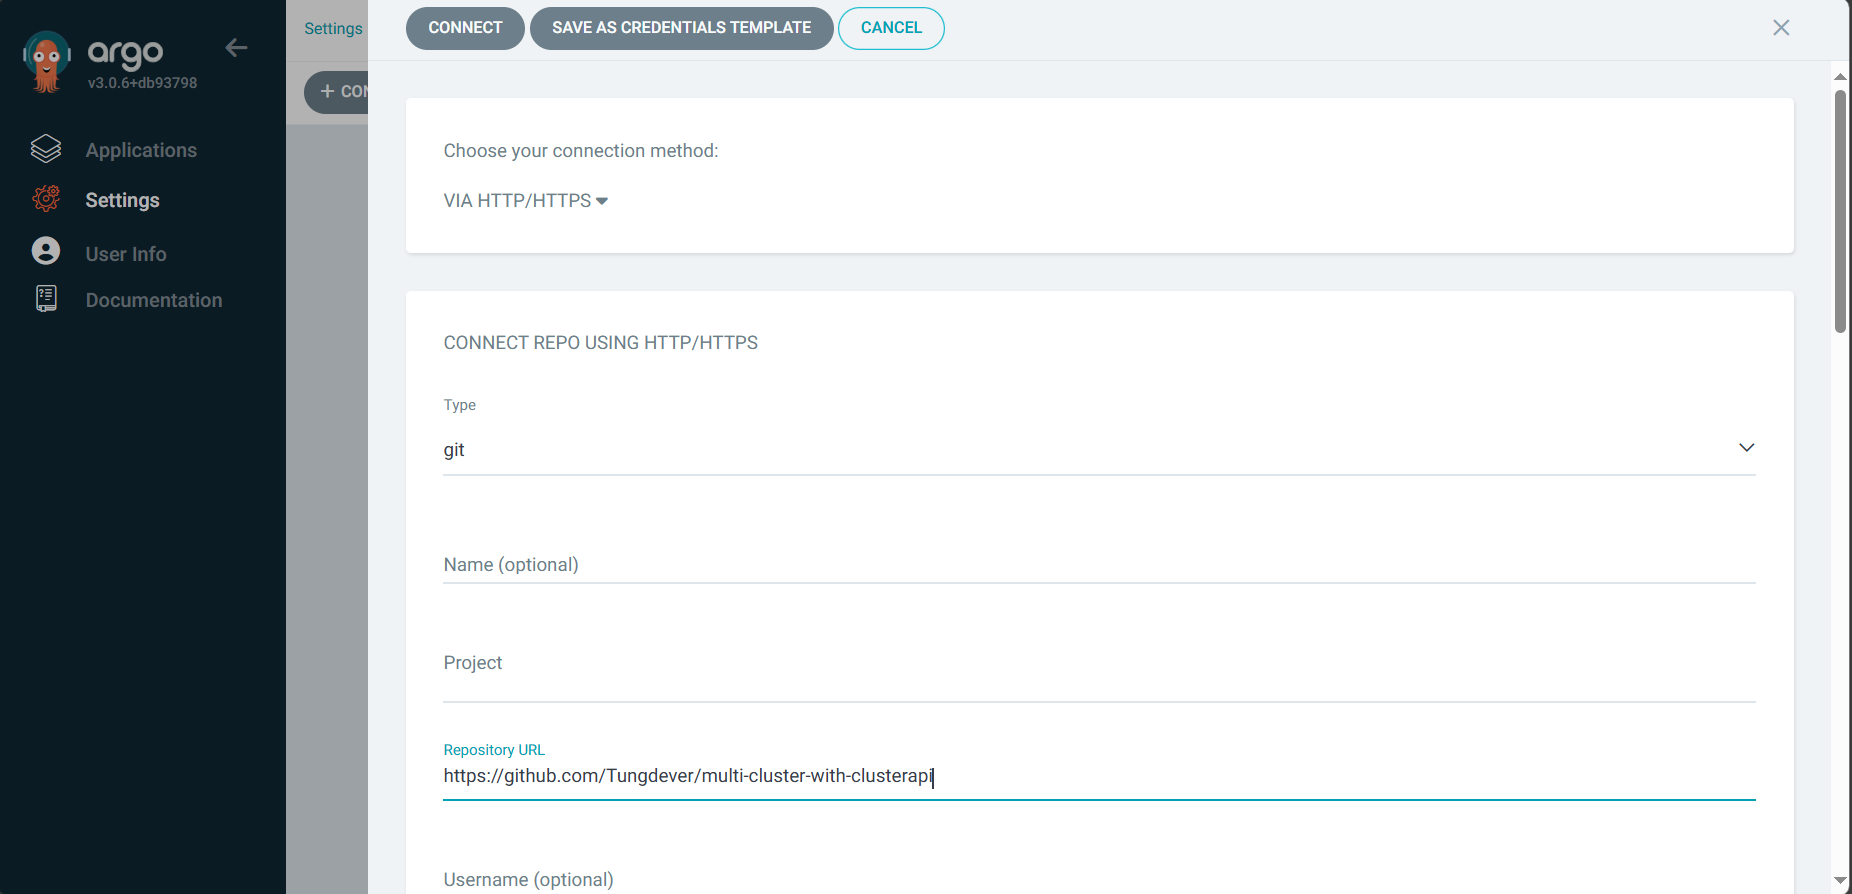 argo
v3.0.6+db93798
Applications
Settings
User Info
Documentation
Settings
+ CON
CONNECT
SAVE AS CREDENTIALS TEMPLATE
CANCEL
Choose your connection method:
VIA HTTP/HTTPS
CONNECT REPO USING HTTP/HTTPS
Type
git
Name (optional)
Project
Repository URL
https://github.com/Tungdever/multi-cluster-with-clusterapi
Username (optional)